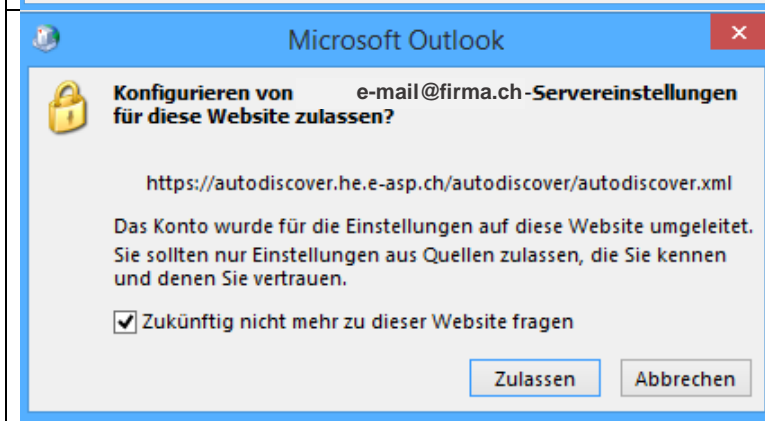 Microsoft Outlook
Konfigurieren von e-mail@firma.ch-Servereinstellungen
für diese Website zulassen?
https://autodiscover.he.e-asp.ch/autodiscover/autodiscover.xml
Das Konto wurde für die Einstellungen auf diese Website umgeleitet.
Sie sollten nur Einstellungen aus Quellen zulassen, die Sie kennen
und denen Sie vertrauen.
Zukünftig nicht mehr zu dieser Website fragen
Zulassen Abbrechen